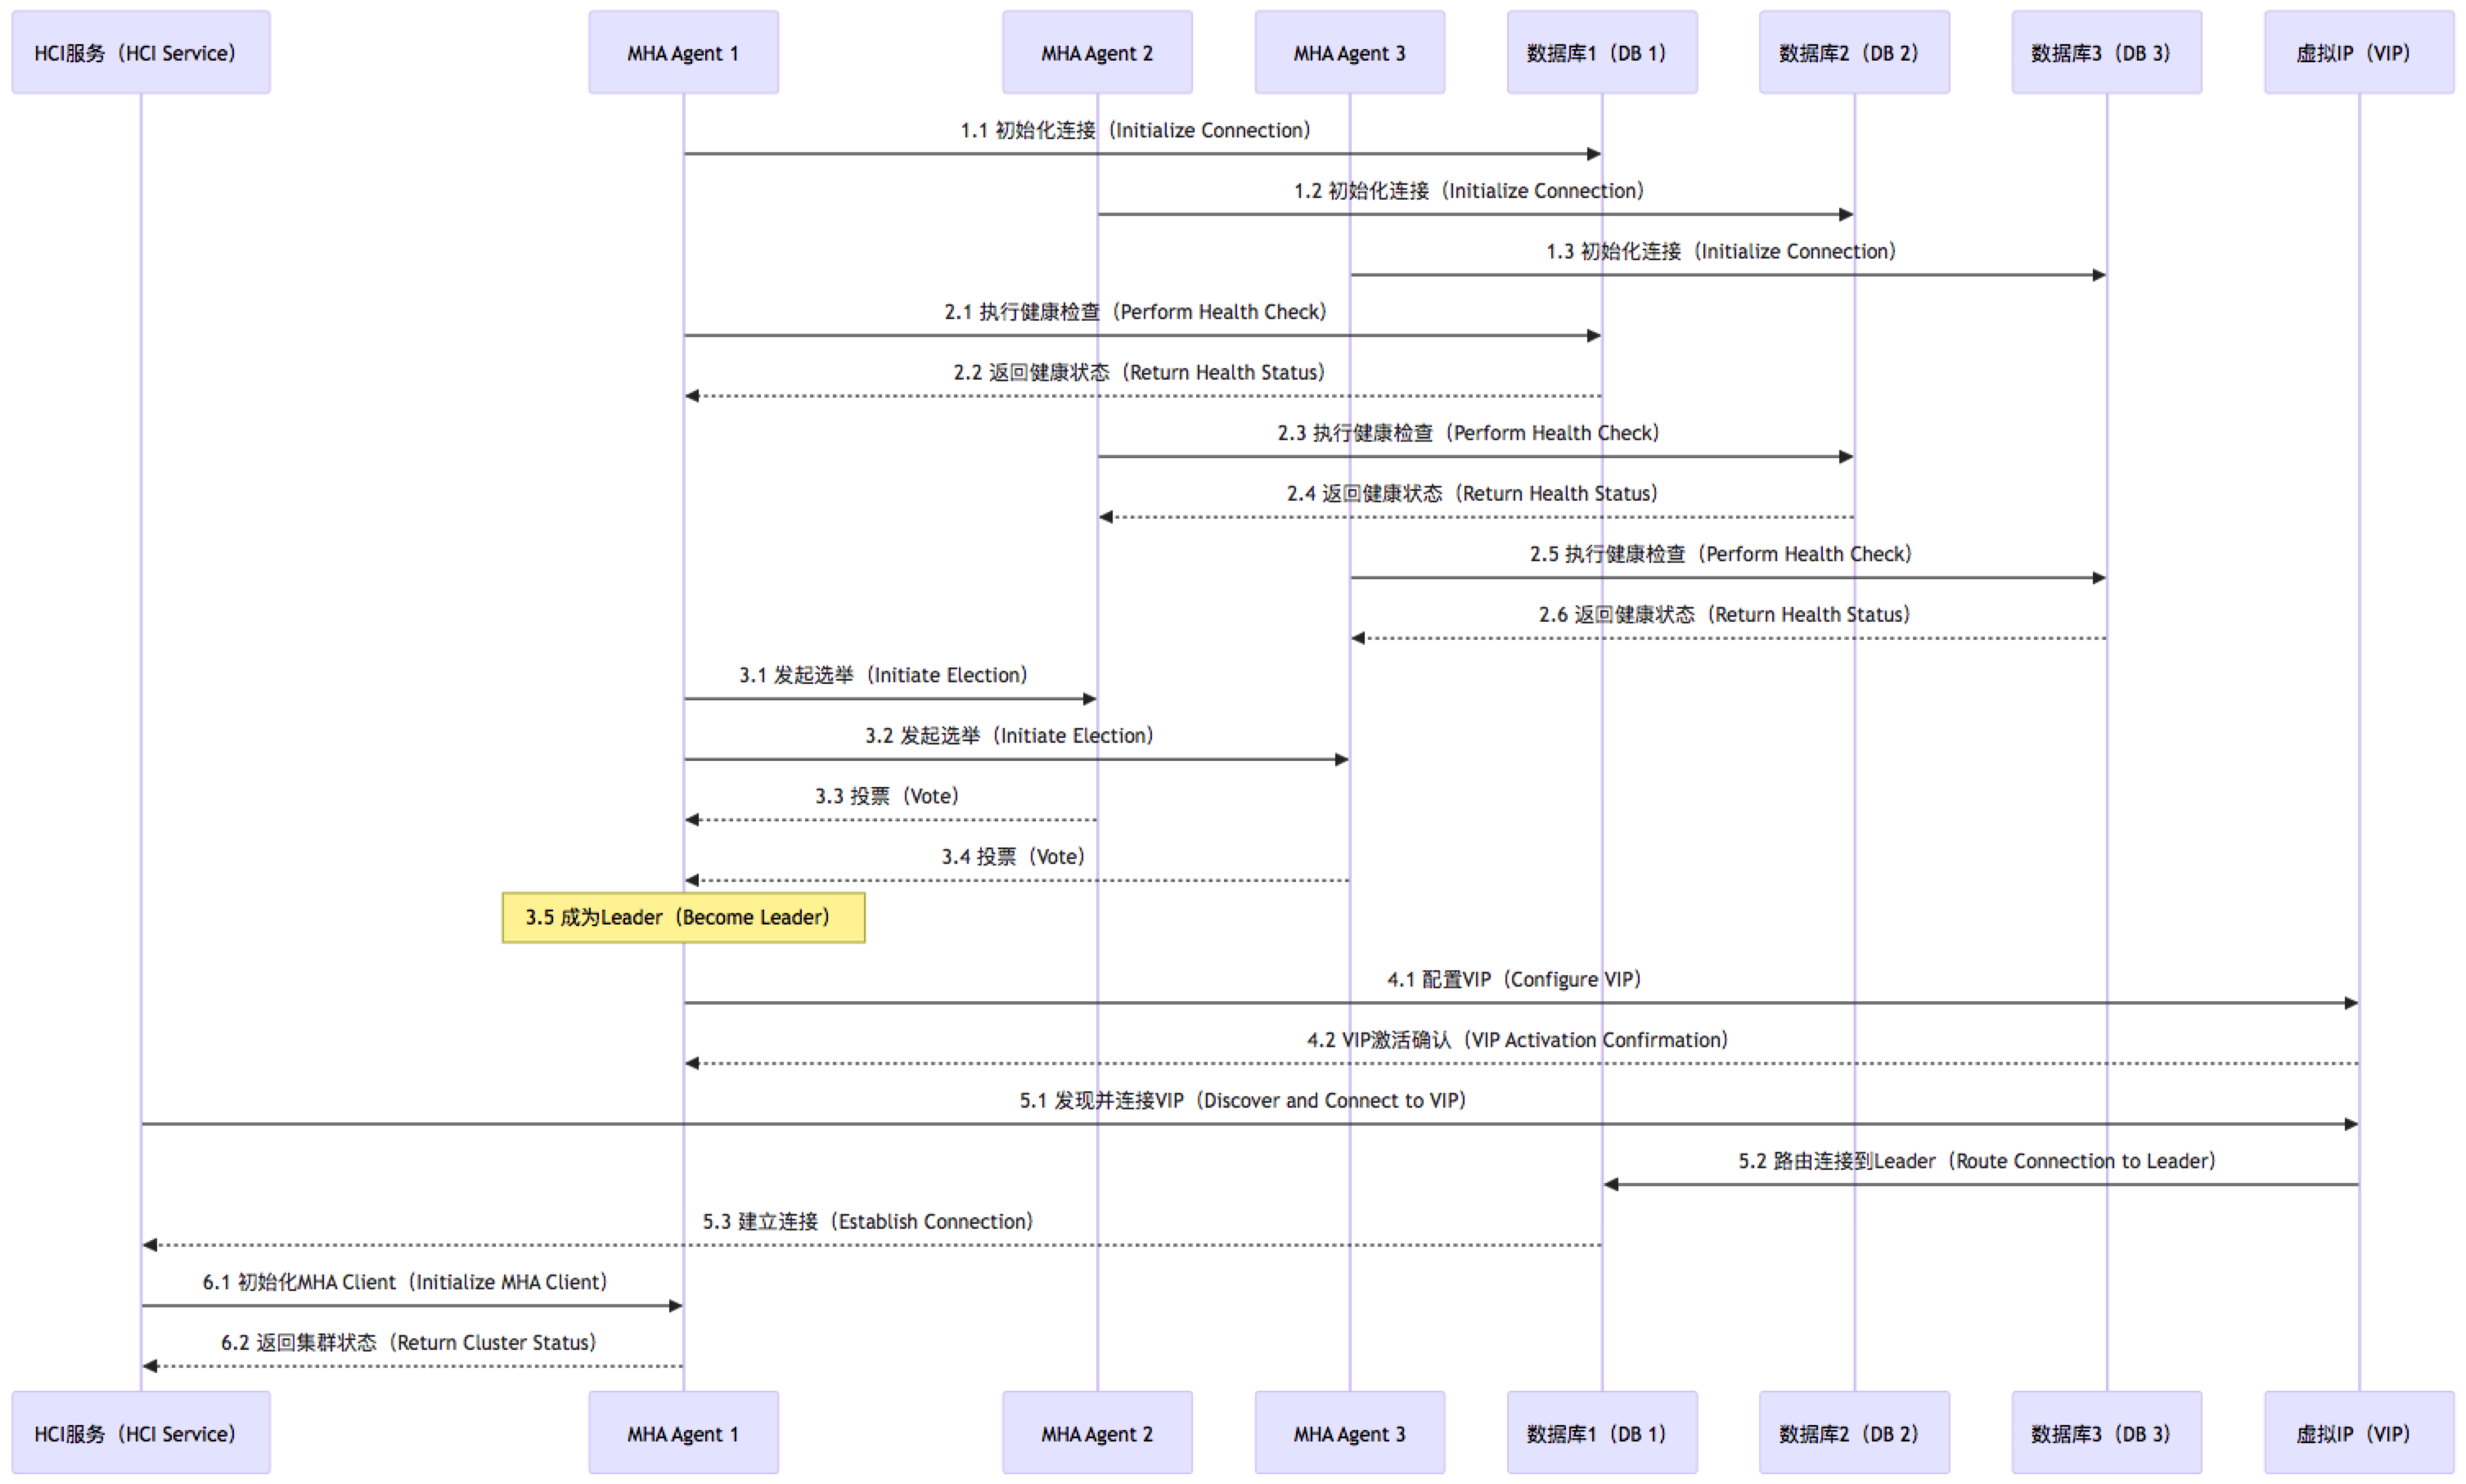 HCI服务（HCI Service）
MHA Agent 1
MHA Agent 2
MHA Agent 3
数据库1（DB 1）
数据库2（DB 2）
数据库3（DB 3）
虚拟IP（VIP）
1.1 初始化连接（Initialize Connection）
1.2 初始化连接（Initialize Connection）
1.3 初始化连接（Initialize Connection）
2.1 执行健康检查（Perform Health Check）
2.2 返回健康状态（Return Health Status）
2.3 执行健康检查（Perform Health Check）
2.4 返回健康状态（Return Health Status）
2.5 执行健康检查（Perform Health Check）
2.6 返回健康状态（Return Health Status）
3.1 发起选举（Initiate Election）
3.2 发起选举（Initiate Election）
3.3 投票（Vote）
3.4 投票（Vote）
3.5 成为Leader（Become Leader）
4.1 配置VIP（Configure VIP）
4.2 VIP激活确认（VIP Activation Confirmation）
5.1 发现并连接VIP（Discover and Connect to VIP）
5.2 路由连接到Leader（Route Connection to Leader）
5.3 建立连接（Establish Connection）
6.1 初始化MHA Client（Initialize MHA Client）
6.2 返回集群状态（Return Cluster Status）
HCI服务（HCI Service）
MHA Agent 1
MHA Agent 2
MHA Agent 3
数据库1（DB 1）
数据库2（DB 2）
数据库3（DB 3）
虚拟IP（VIP）